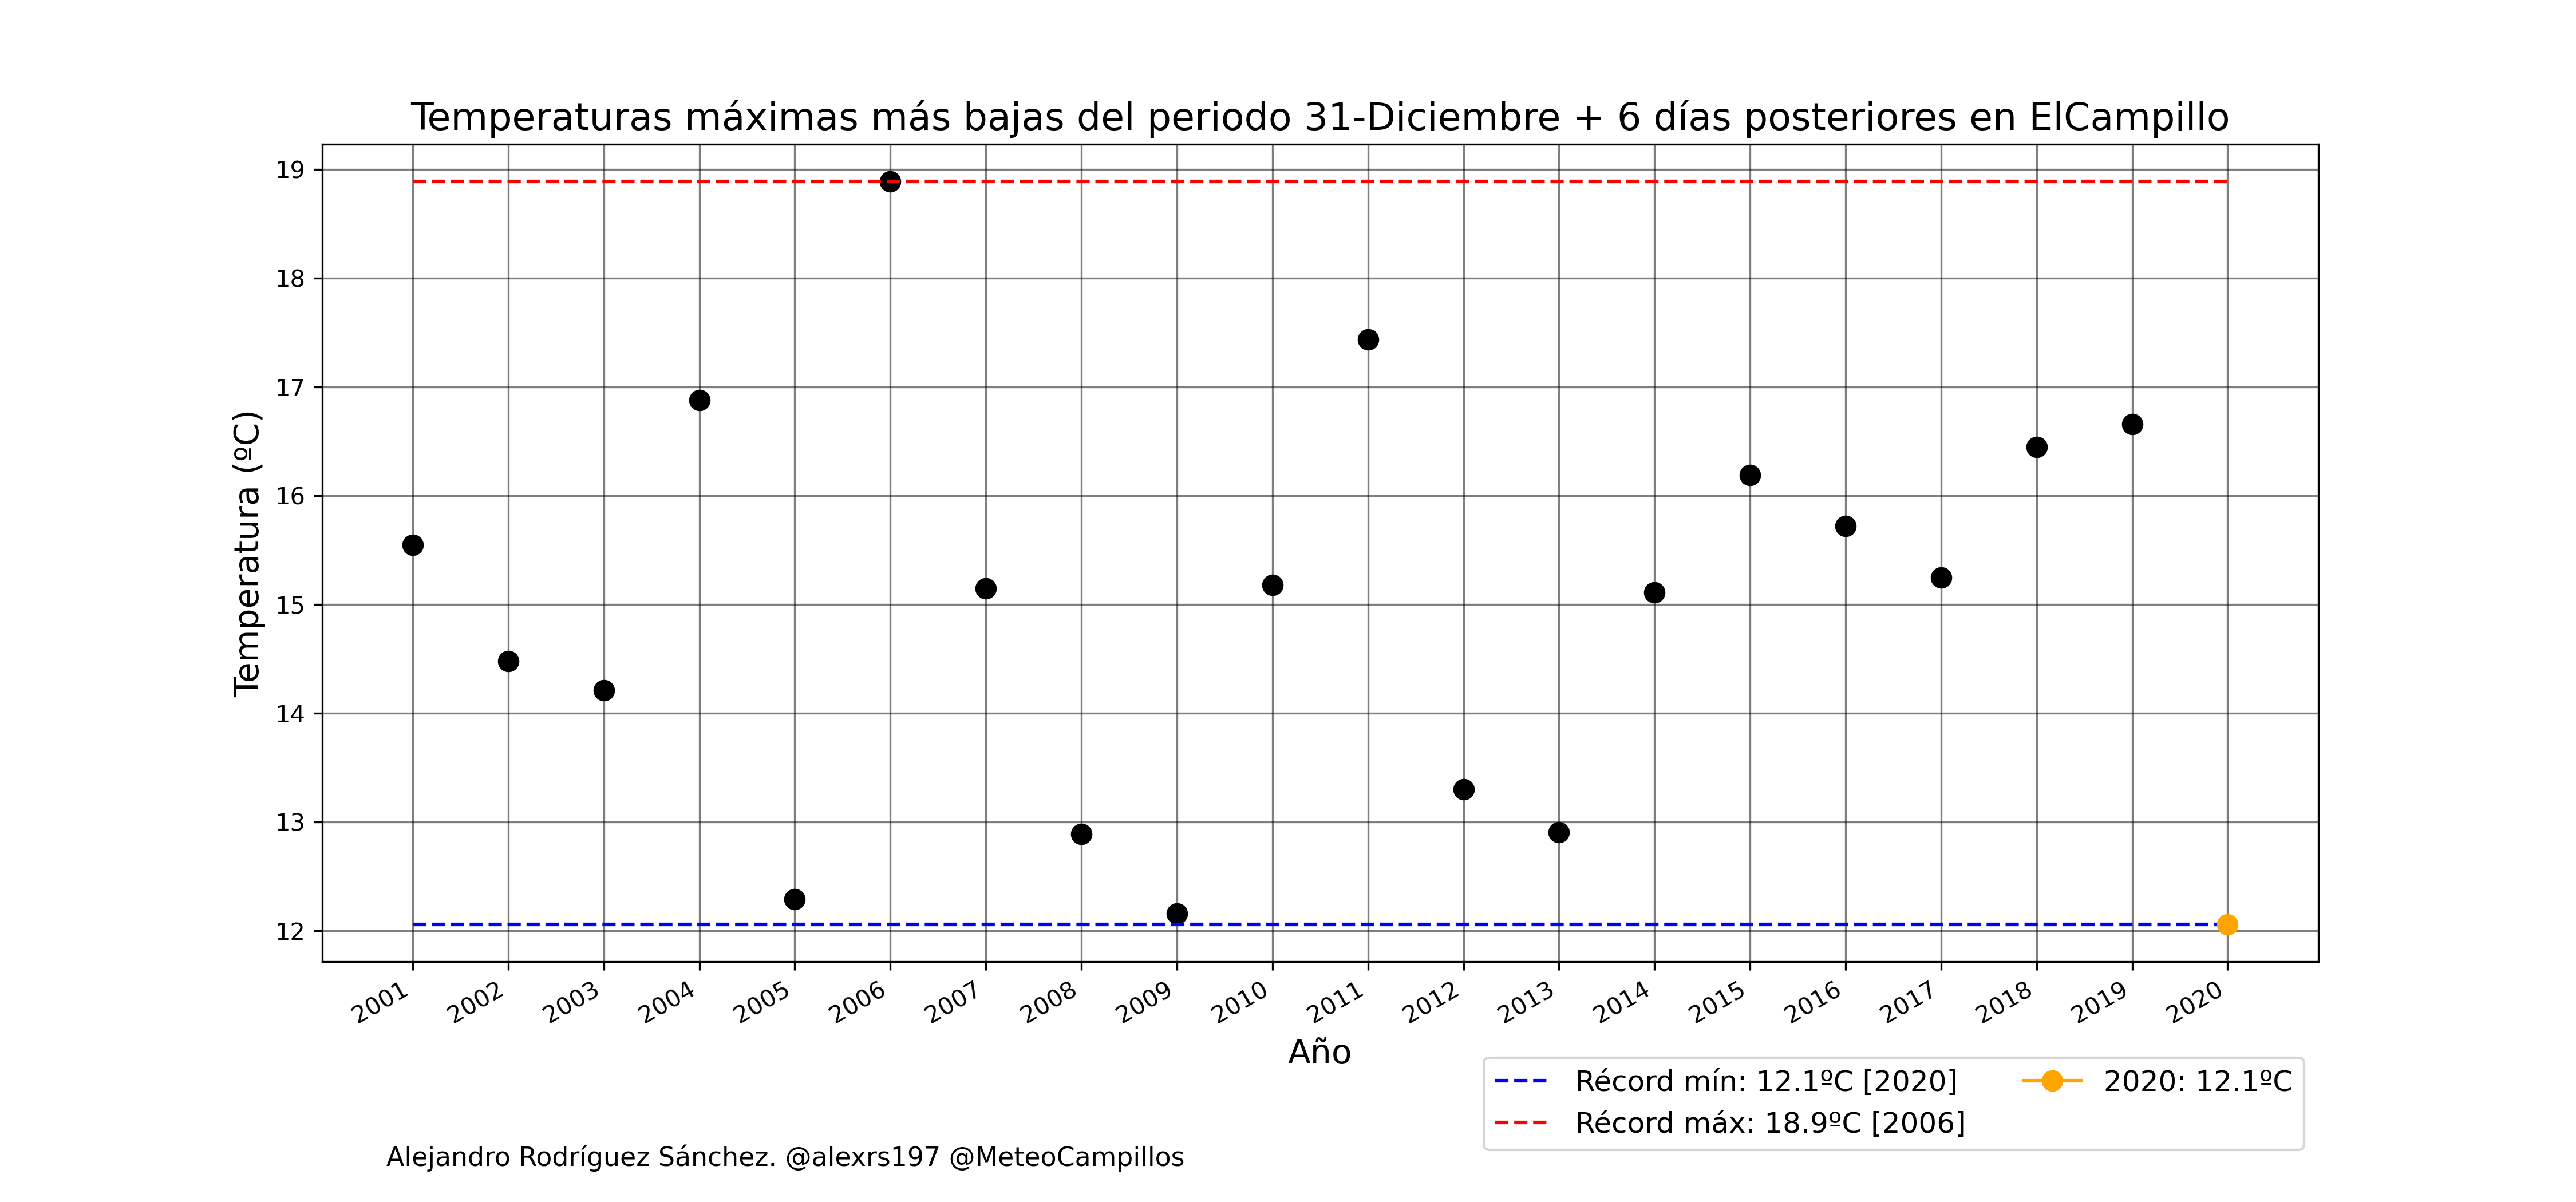 Temperaturas máximas más bajas del periodo 31-Diciembre + 6 días posteriores en ElCampillo
Temperatura (ºC)
19
18
17
16
15
14
13
12
2001 2002 2003 2004 2005 2006 2007 2008 2009 2010 2011 2012 2013 2014 2015 2016 2017 2018 2019 2020
Año
Récord mín: 12.1ºC [2020]
Récord máx: 18.9ºC [2006]
2020: 12.1ºC
Alejandro Rodríguez Sánchez. @alexrs197 @MeteoCampillos